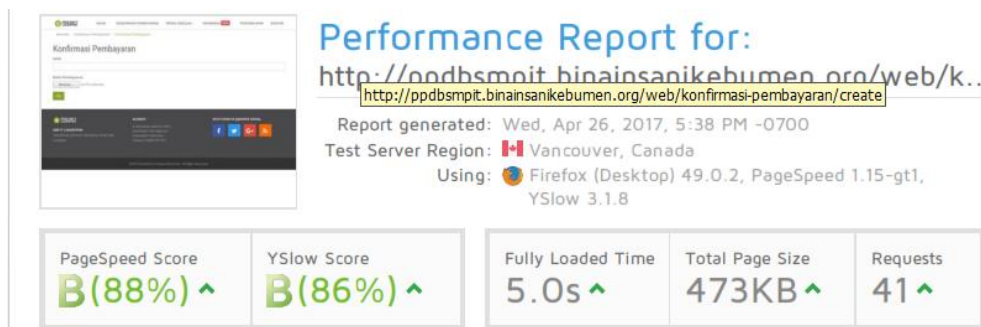 Konfirmasi Pembayaran
Performance Report for:
http://ppdbsmpit.binainsanikebumen.org/web/k...
http://ppdbsmpit.binainsanikebumen.org/web/konfirmasi-pembayaran/create
Report generated: Wed, Apr 26, 2017, 5:38 PM -0700
Test Server Region: Vancouver, Canada
Using: Firefox (Desktop) 49.0.2, PageSpeed 1.15-gt1,
YSlow 3.1.8
PageSpeed Score YSlow Score Fully Loaded Time Total Page Size Requests
B(88%) B(86%) 5.0s 473KB 41